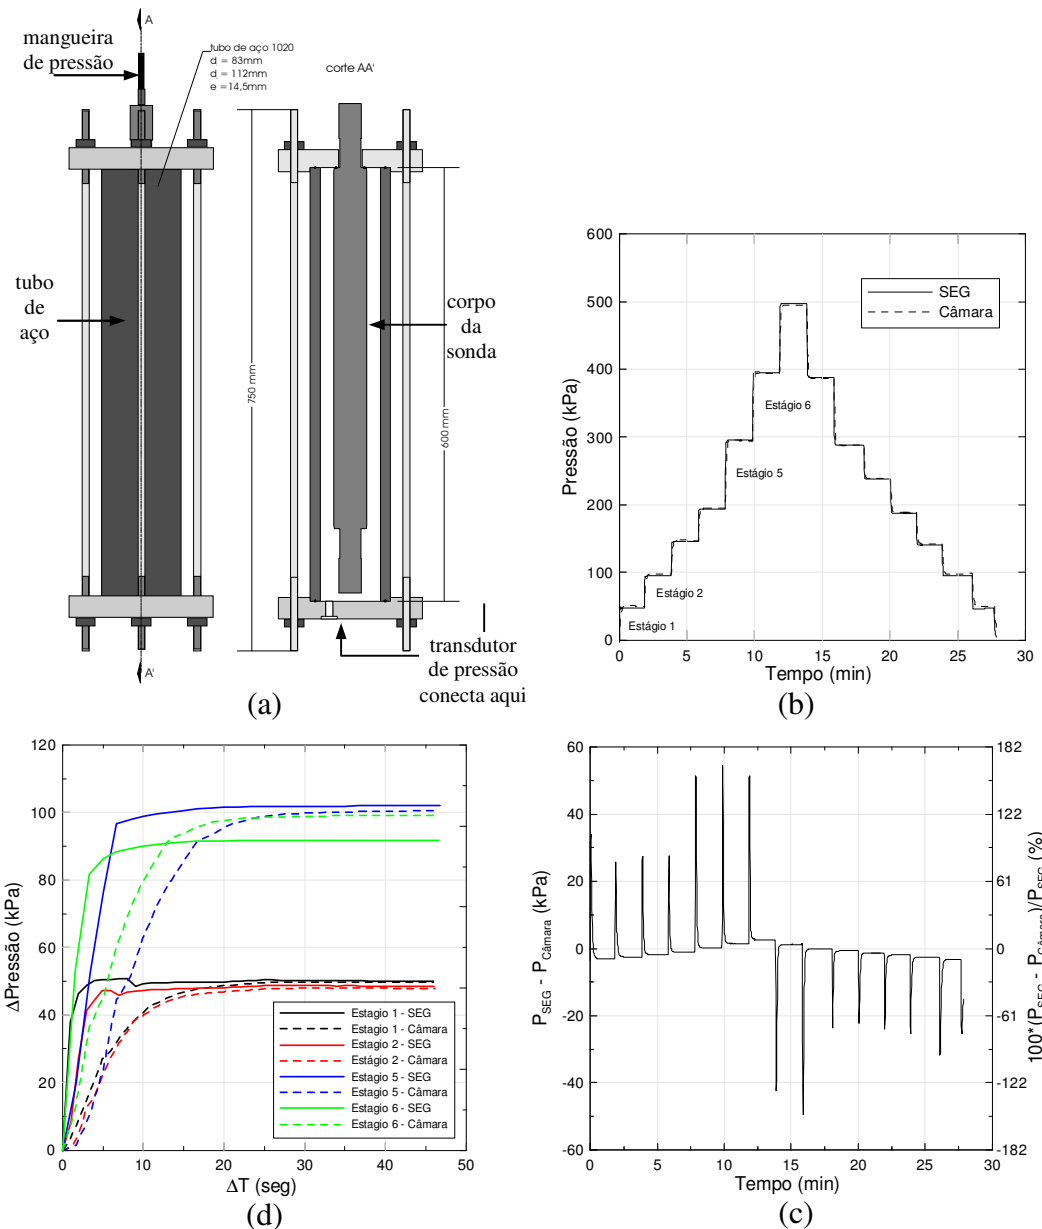 A
mangueira
de pressão
tubo de aço 1020
d = 83mm
d = 112mm
e = 14,5mm
corte AA'
tubo
de
aço
750 mm
corpo
da
sonda
600 mm
transdutor
de pressão
conecta aqui
A'
(a)
600
500
400
300
200
100
0
Pressão (kPa)
SEG
Câmara
Estágio 6
Estágio 5
Estágio 2
Estágio 1
0 5 10 15 20 25 30
Tempo (min)
(b)
120
100
80
60
40
20
0
ΔPressão (kPa)
Estagio 1 - SEG
Estagio 1 - Câmara
Estagio 2 - SEG
Estágio 2 - Câmara
Estagio 5 - SEG
Estagio 5 - Câmara
Estagio 6 - SEG
Estagio 6 - Câmara
0 10 20 30 40 50
ΔT (seg)
(d)
60
40
20
0
-20
-40
-60
P SEG - P Câmara (kPa)
182
122
61
0
-61
-122
-182
100*(P SEG - P Câmara)/P SEG (%)
0 5 10 15 20 25 30
Tempo (min)
(c)